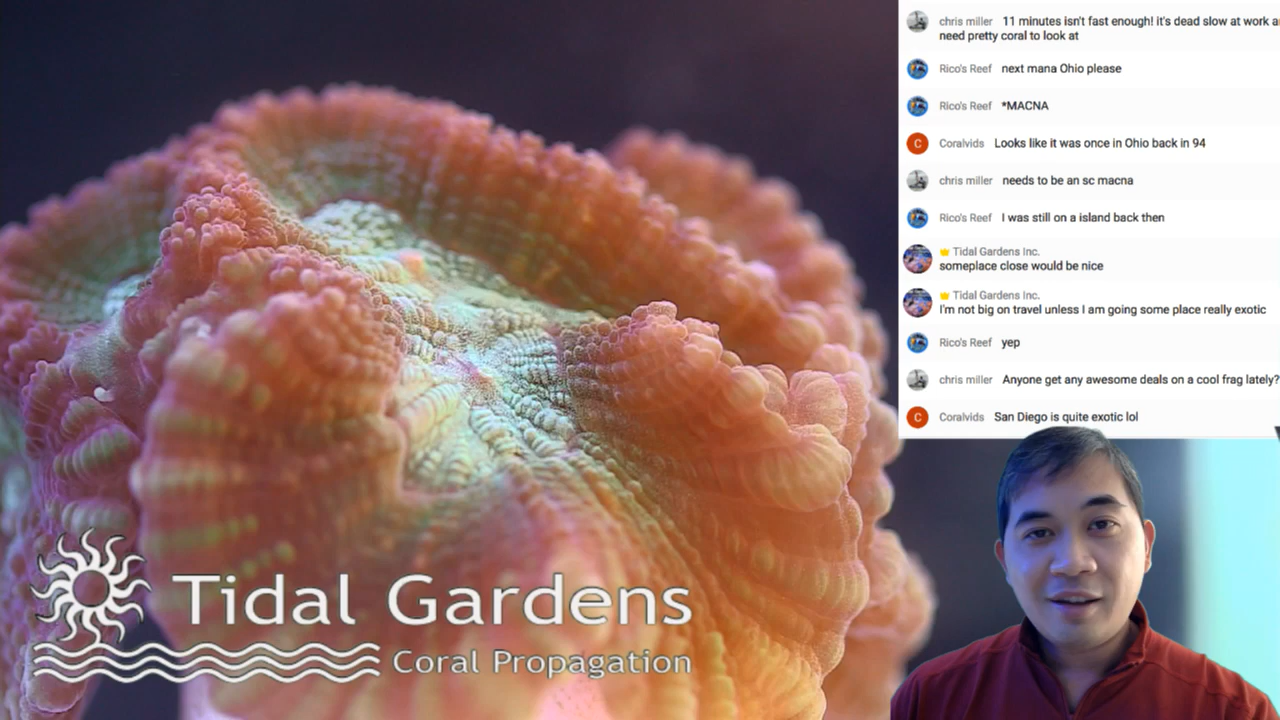 chris miller 11 minutes isn't fast enough! it's dead slow at work
need pretty coral to look at
Rico's Reef next mana Ohio please
Rico's Reef *MACNA
C Coralvids Looks like it was once in Ohio back in 94
chris miller needs to be an sc macna
Rico's Reef I was still on a island back then
Tidal Gardens Inc.
someplace close would be nice
Tidal Gardens Inc.
I'm not big on travel unless I am going some place really exotic
Rico's Reef yep
chris miller Anyone get any awesome deals on a cool frag lately?
C Coralvids San Diego is quite exotic lol
Tidal Gardens
Coral Propagation